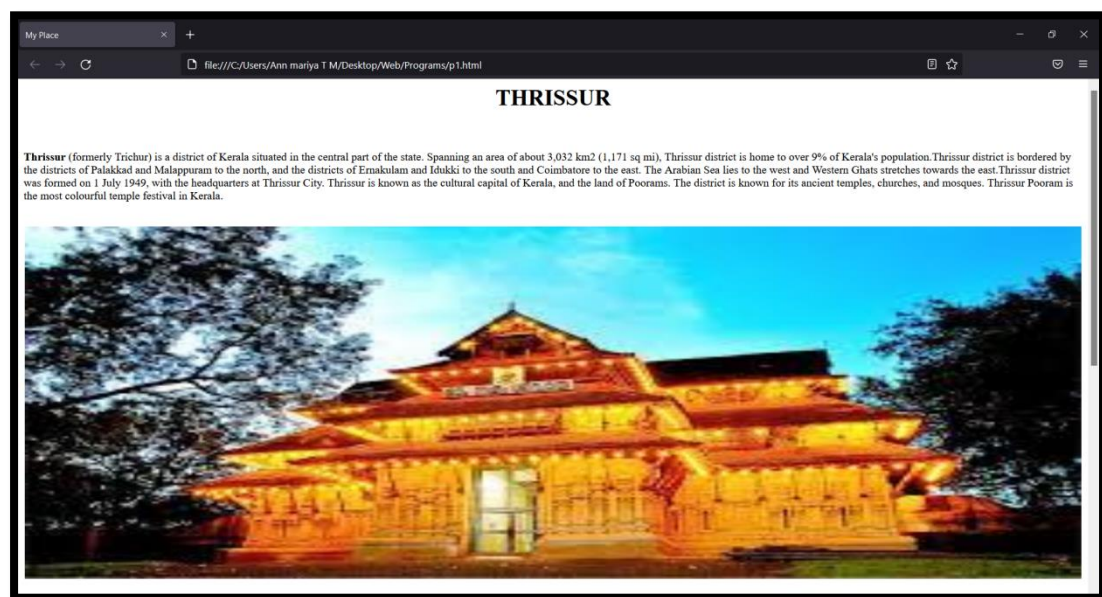 My Place
file:///C:/Users/Ann mariya T M/Desktop/Web/Programs/p1.html
THRISSUR
Thrissur (formerly Trichur) is a district of Kerala situated in the central part of the state. Spanning an area of about 3,032 km2 (1,171 sq mi), Thrissur district is home to over 9% of Kerala's population.Thrissur district is bordered by
the districts of Palakkad and Malappuram to the north, and the districts of Ernakulam and Idukki to the south and Coimbatore to the east. The Arabian Sea lies to the west and Western Ghats stretches towards the east.Thrissur district
was formed on 1 July 1949, with the headquarters at Thrissur City. Thrissur is known as the cultural capital of Kerala, and the land of Poorams. The district is known for its ancient temples, churches, and mosques. Thrissur Pooram is
the most colourful temple festival in Kerala.